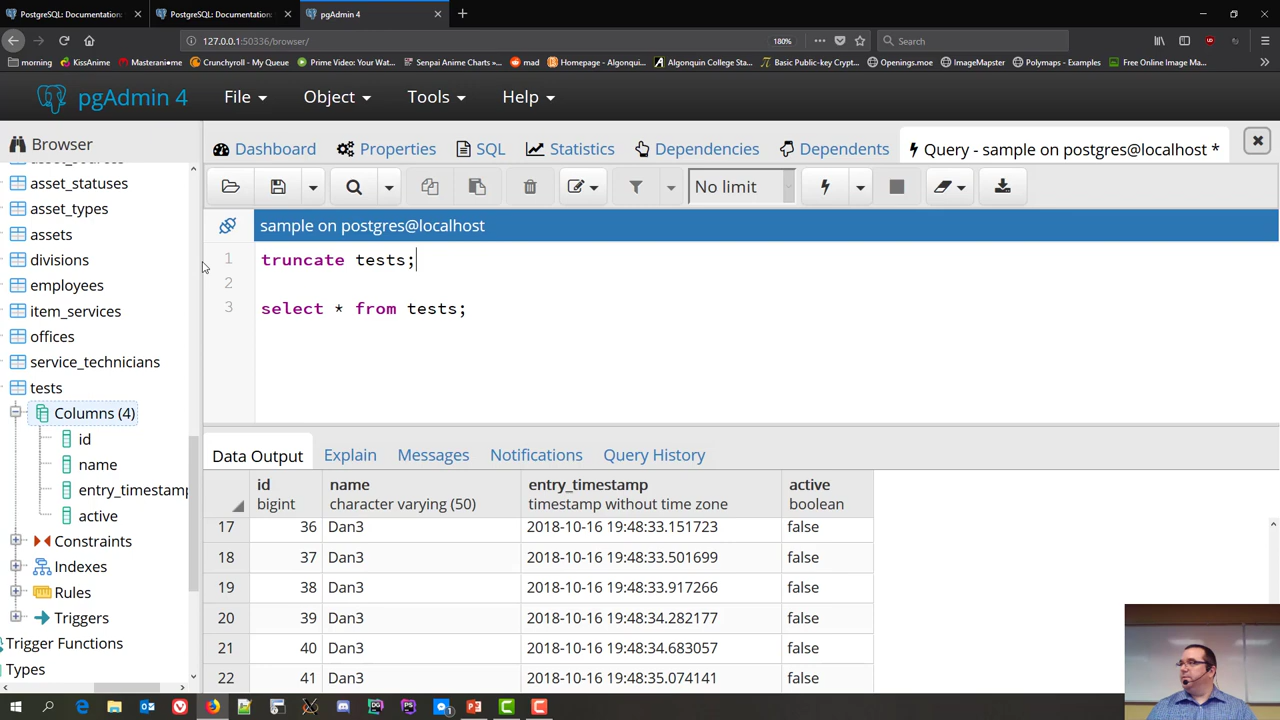 PostgreSQL: Documentation:
PostgreSQL: Documentation:
pgAdmin 4
127.0.0.1:50336/browser/
180%
Search
morning
KissAnime
Masterani●me
Crunchyroll - My Queue
Prime Video: Your Wat...
Senpai Anime Charts •...
mad
Homepage - Algonqui...
Algonquin College Sta...
Basic Public-key Crypt...
Openings.moe
ImageMapster
Polymaps - Examples
Free Online Image Ma...
pgAdmin 4
File
Object
Tools
Help
Browser
Dashboard
Properties
SQL
Statistics
Dependencies
Dependents
Query - sample on postgres@localhost *
No limit
sample on postgres@localhost
asset_sources
asset_statuses
asset_types
assets
divisions
employees
item_services
offices
service_technicians
tests
Columns (4)
id
name
entry_timestamp
active
Constraints
Indexes
Rules
Triggers
Trigger Functions
Types
1 truncate tests;
2
3 select * from tests;
Data Output
Explain
Messages
Notifications
Query History
id name entry_timestamp active
bigint character varying (50) timestamp without time zone boolean
17 36 Dan3 2018-10-16 19:48:33.151723 false
18 37 Dan3 2018-10-16 19:48:33.501699 false
19 38 Dan3 2018-10-16 19:48:33.917266 false
20 39 Dan3 2018-10-16 19:48:34.282177 false
21 40 Dan3 2018-10-16 19:48:34.683057 false
22 41 Dan3 2018-10-16 19:48:35.074141 false